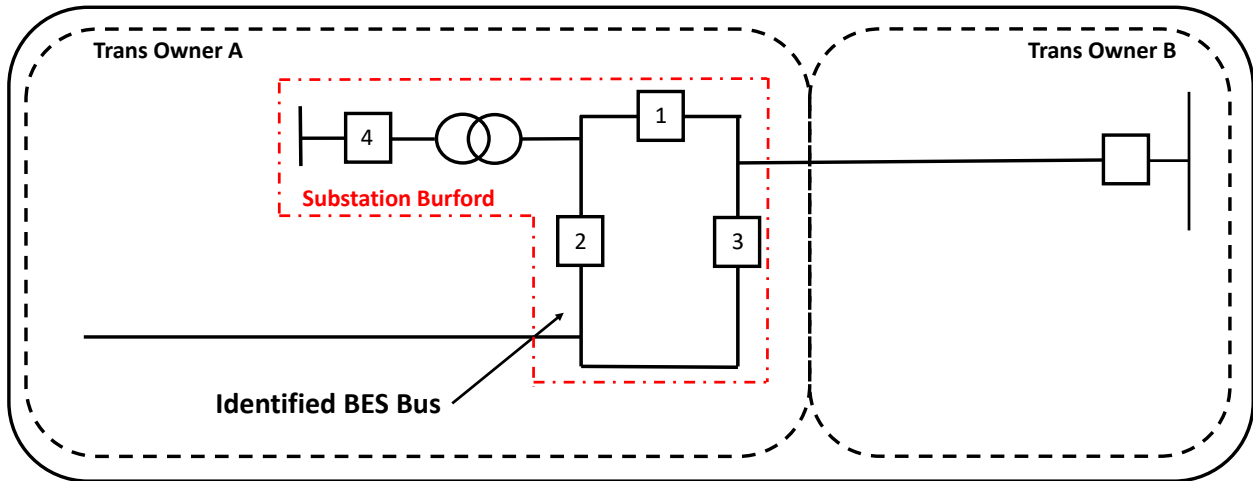 Trans Owner A
Trans Owner B
1
4
Substation Burford
2
3
Identified BES Bus